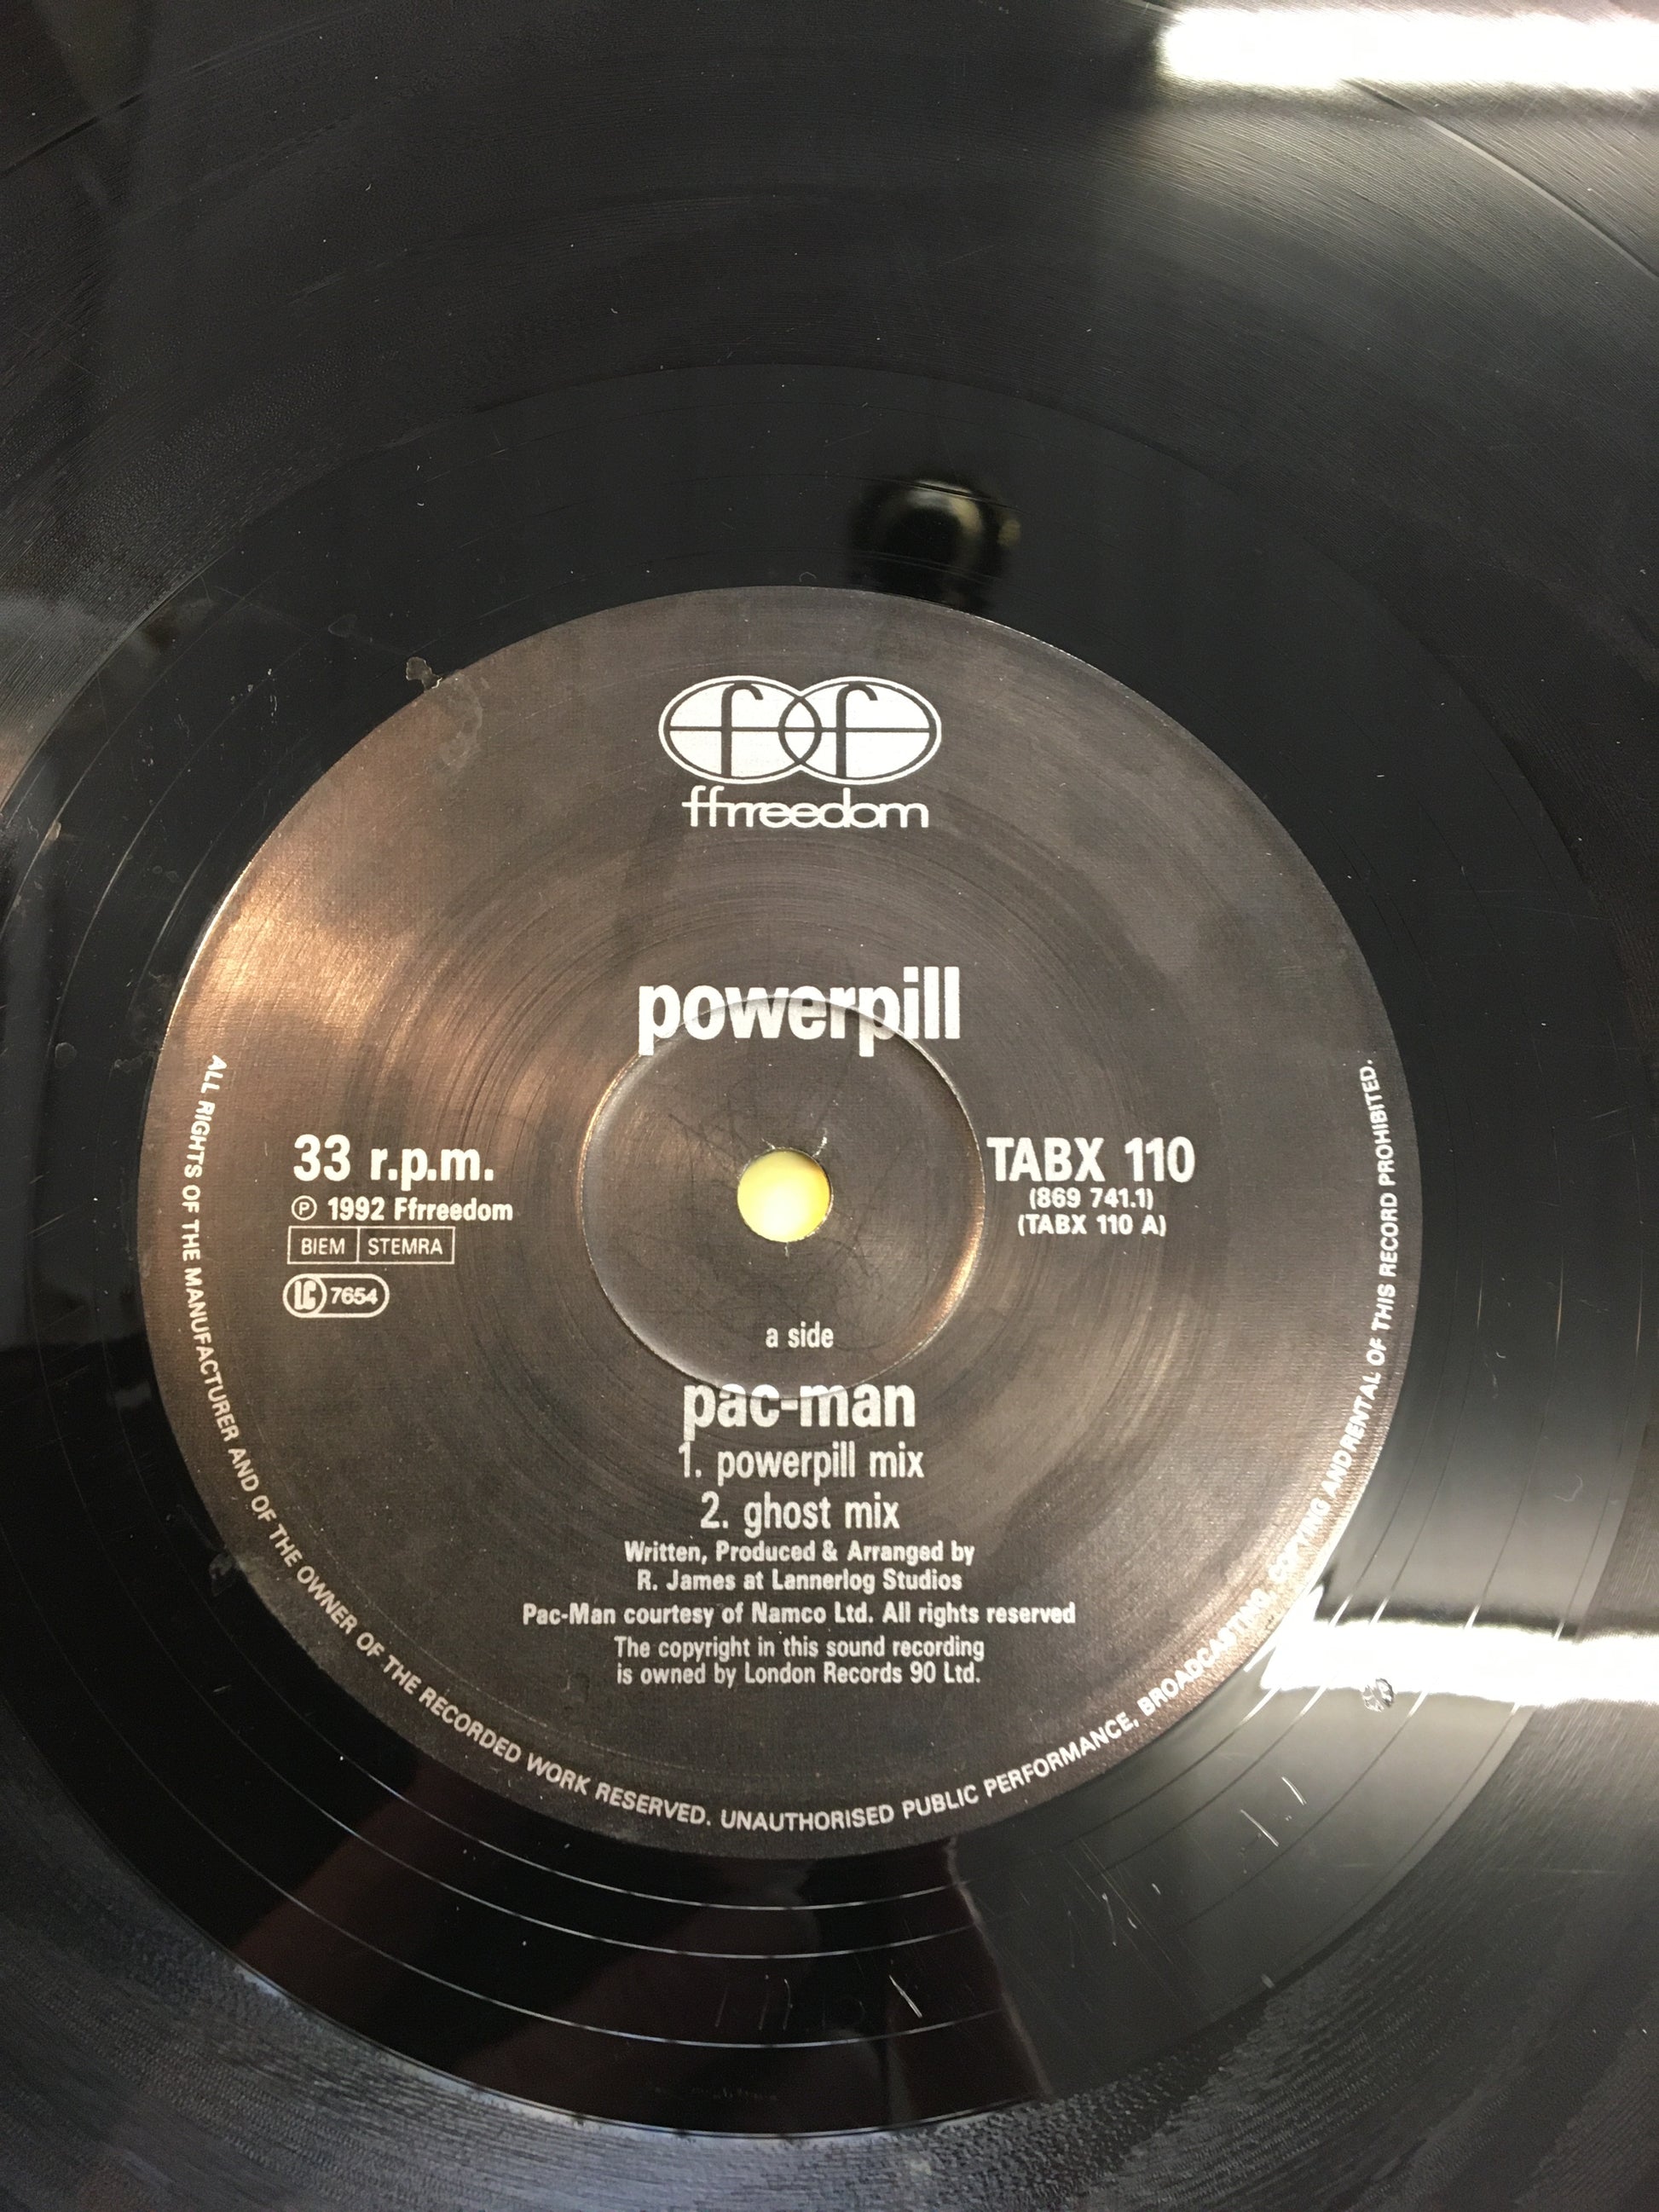 ff
ffrreedom
powerpill
33 r.p.m.
℗ 1992 Ffrreedom
BIEM STEMRA
LC 7654
TABX 110
(869 741.1)
(TABX 110 A)
a side
pac-man
1. powerpill mix
2. ghost mix
Written, Produced & Arranged by
R. James at Lannerlog Studios
Pac-Man courtesy of Namco Ltd. All rights reserved
The copyright in this sound recording
is owned by London Records 90 Ltd.
ALL RIGHTS OF THE MANUFACTURER AND OF THE OWNER OF THE RECORDED WORK RESERVED. UNAUTHORISED PUBLIC PERFORMANCE, BROADCASTING, COPYING AND RENTAL OF THIS RECORD PROHIBITED.